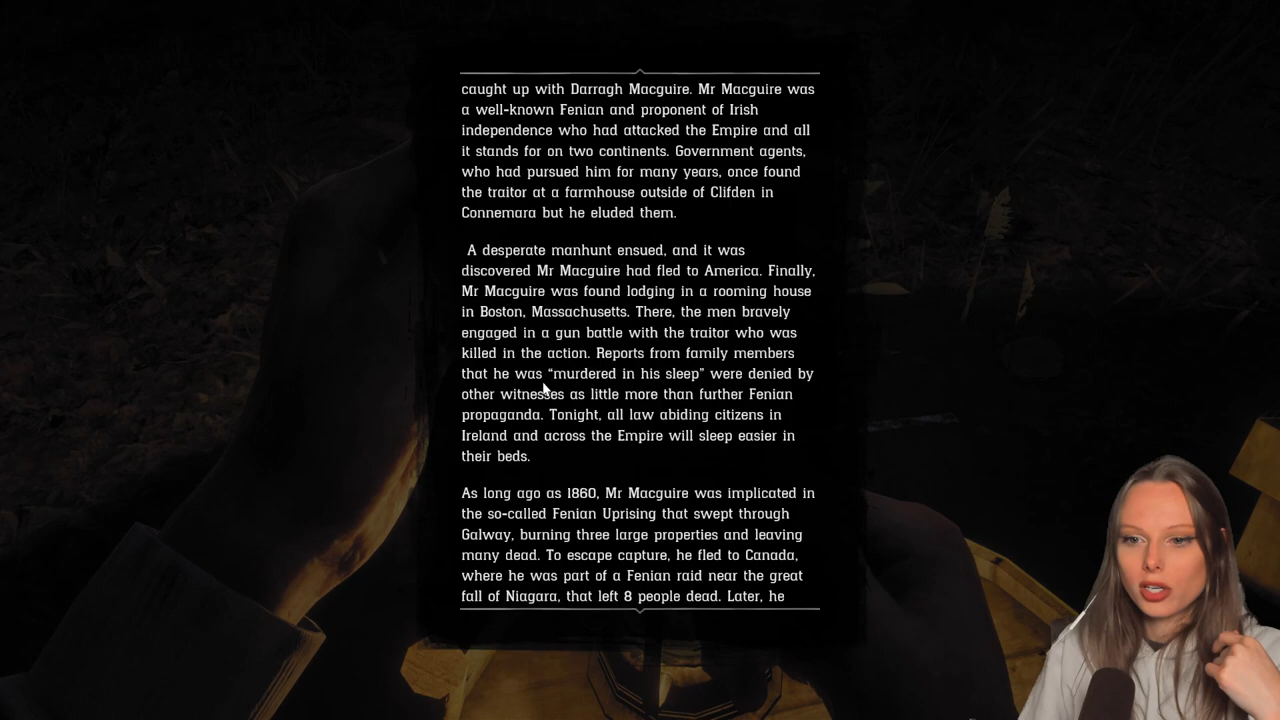 caught up with Darragh Macguire. Mr Macguire was
a well-known Fenian and proponent of Irish
independence who had attacked the Empire and all
it stands for on two continents. Government agents,
who had pursued him for many years, once found
the traitor at a farmhouse outside of Clifden in
Connemara but he eluded them.
A desperate manhunt ensued, and it was
discovered Mr Macguire had fled to America. Finally,
Mr Macguire was found lodging in a rooming house
in Boston, Massachusetts. There, the men bravely
engaged in a gun battle with the traitor who was
killed in the action. Reports from family members
that he was “murdered in his sleep” were denied by
other witnesses as little more than further Fenian
propaganda. Tonight, all law abiding citizens in
Ireland and across the Empire will sleep easier in
their beds.
As long ago as 1860, Mr Macguire was implicated in
the so-called Fenian Uprising that swept through
Galway, burning three large properties and leaving
many dead. To escape capture, he fled to Canada,
where he was part of a Fenian raid near the great
fall of Niagara, that left 8 people dead. Later, he